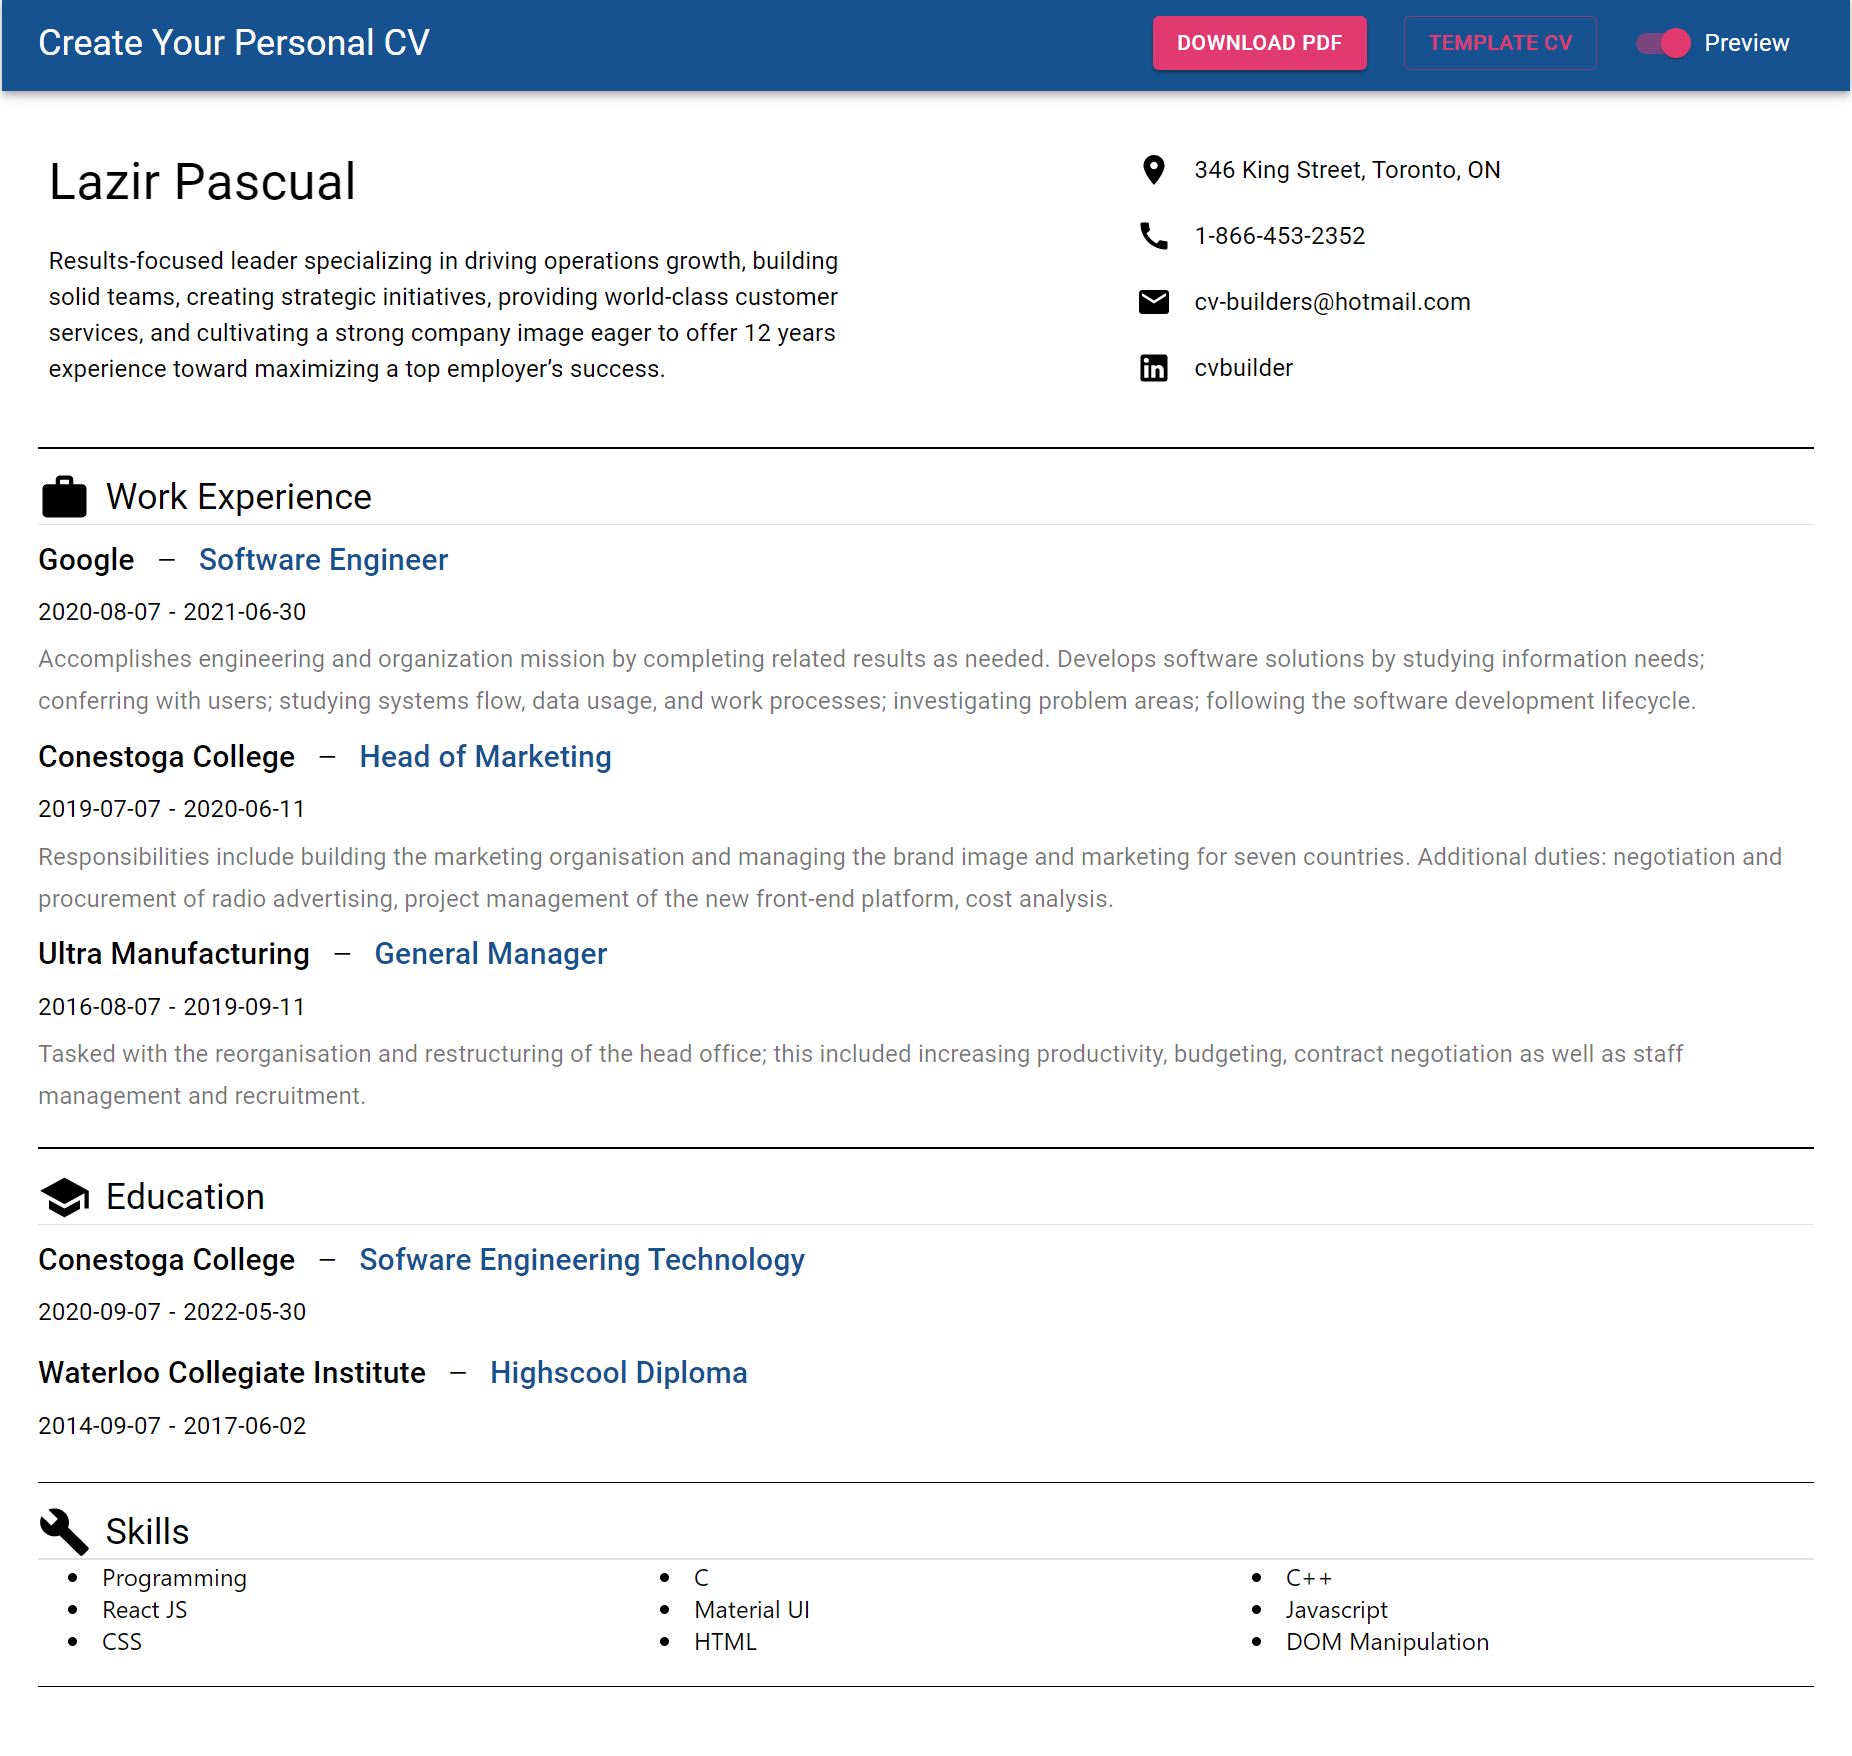 Create Your Personal CV
DOWNLOAD PDF
TEMPLATE CV
Preview
Lazir Pascual
Results-focused leader specializing in driving operations growth, building
solid teams, creating strategic initiatives, providing world-class customer
services, and cultivating a strong company image eager to offer 12 years
experience toward maximizing a top employer’s success.
346 King Street, Toronto, ON
1-866-453-2352
cv-builders@hotmail.com
in cvbuilder
Work Experience
Google – Software Engineer
2020-08-07 - 2021-06-30
Accomplishes engineering and organization mission by completing related results as needed. Develops software solutions by studying information needs;
conferring with users; studying systems flow, data usage, and work processes; investigating problem areas; following the software development lifecycle.
Conestoga College – Head of Marketing
2019-07-07 - 2020-06-11
Responsibilities include building the marketing organisation and managing the brand image and marketing for seven countries. Additional duties: negotiation and
procurement of radio advertising, project management of the new front-end platform, cost analysis.
Ultra Manufacturing – General Manager
2016-08-07 - 2019-09-11
Tasked with the reorganisation and restructuring of the head office; this included increasing productivity, budgeting, contract negotiation as well as staff
management and recruitment.
Education
Conestoga College – Sofware Engineering Technology
2020-09-07 - 2022-05-30
Waterloo Collegiate Institute – Highscool Diploma
2014-09-07 - 2017-06-02
Skills
• Programming • C • C++
• React JS • Material UI • Javascript
• CSS • HTML • DOM Manipulation